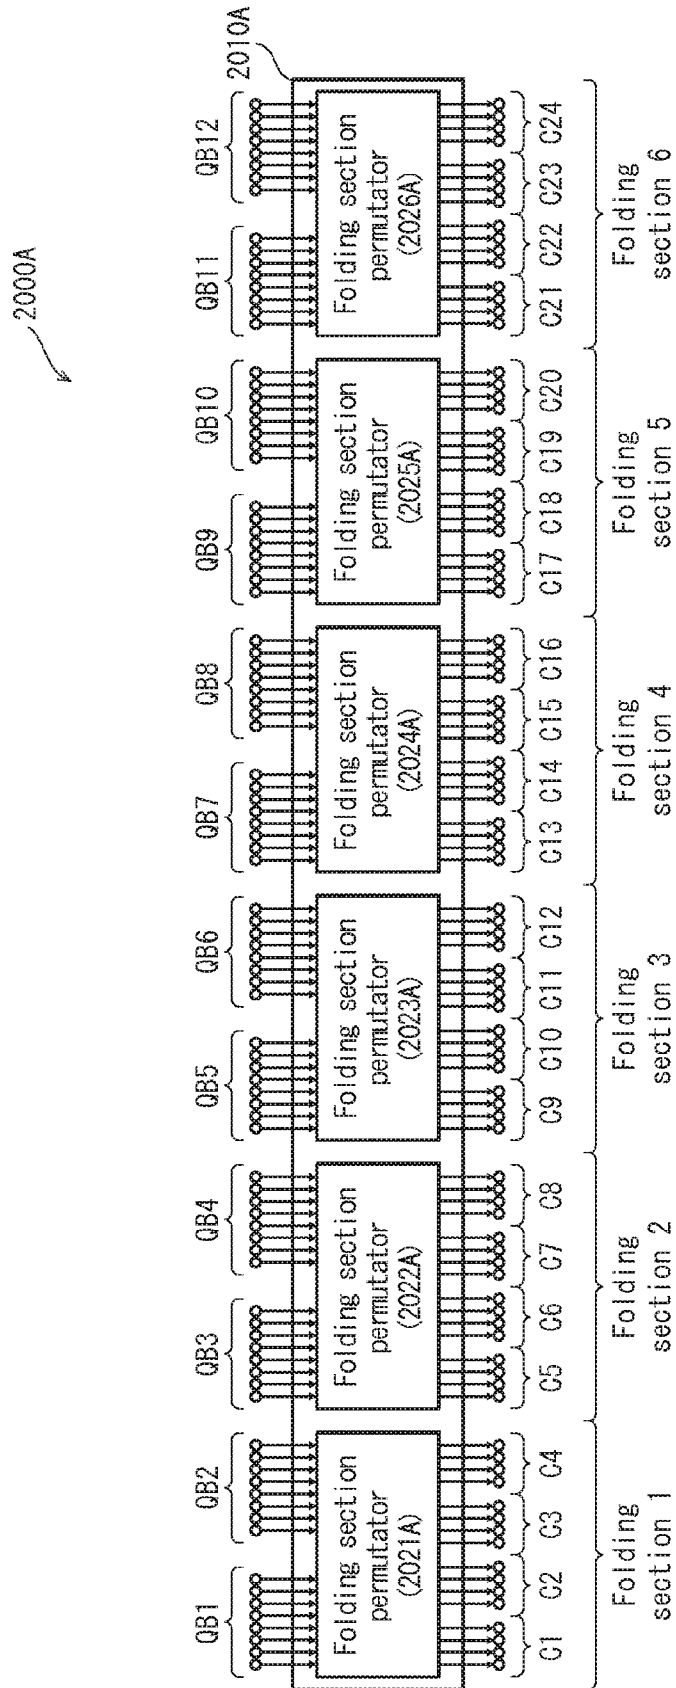 2000A
2010A
QB1
QB2
QB3
QB4
QB5
QB6
QB7
QB8
QB9
QB10
QB11
QB12
Folding section
permutator
(2021A)
Folding section
permutator
(2022A)
Folding section
permutator
(2023A)
Folding section
permutator
(2024A)
Folding section
permutator
(2025A)
Folding section
permutator
(2026A)
C1
C2
C3
C4
C5
C6
C7
C8
C9
C10
C11
C12
C13
C14
C15
C16
C17
C18
C19
C20
C21
C22
C23
C24
Folding
section 1
Folding
section 2
Folding
section 3
Folding
section 4
Folding
section 5
Folding
section 6